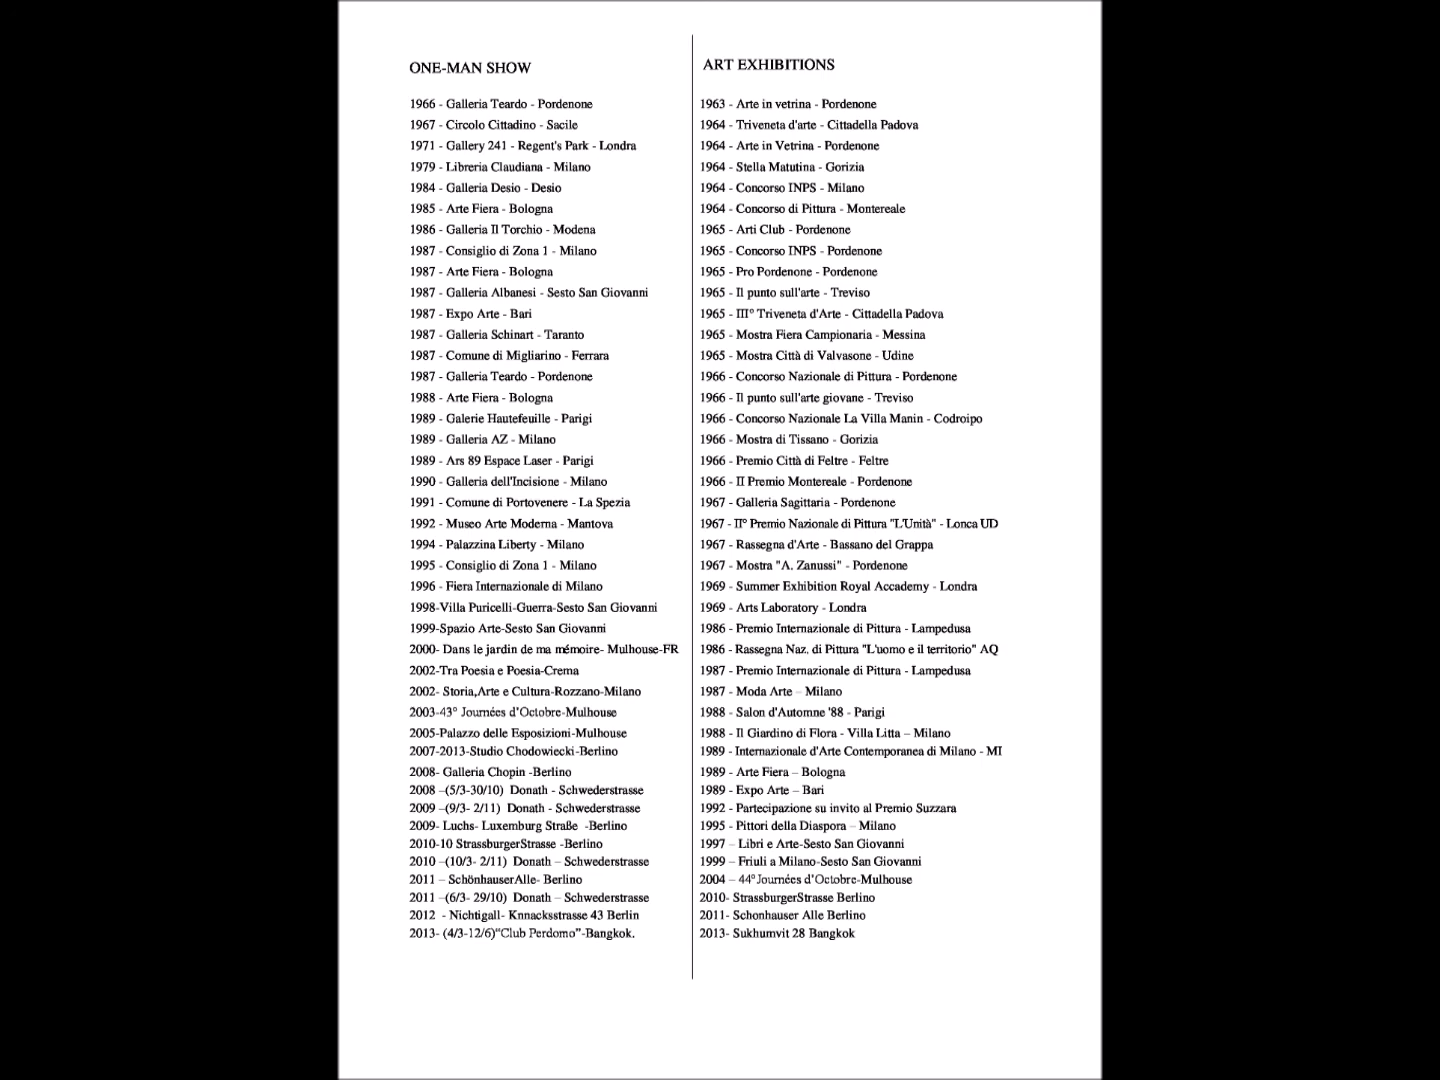 ONE-MAN SHOW
1966 - Galleria Teardo - Pordenone
1967 - Circolo Cittadino - Sacile
1971 - Gallery 241 - Regent's Park - Londra
1979 - Libreria Claudiana - Milano
1984 - Galleria Desio - Desio
1985 - Arte Fiera - Bologna
1986 - Galleria Il Torchio - Modena
1987 - Consiglio di Zona 1 - Milano
1987 - Arte Fiera - Bologna
1987 - Galleria Albanesi - Sesto San Giovanni
1987 - Expo Arte - Bari
1987 - Galleria Schinart - Taranto
1987 - Comune di Migliarino - Ferrara
1987 - Galleria Teardo - Pordenone
1988 - Arte Fiera - Bologna
1989 - Galerie Hautefeuille - Parigi
1989 - Galleria AZ - Milano
1989 - Ars 89 Espace Laser - Parigi
1990 - Galleria dell'Incisione - Milano
1991 - Comune di Portovenere - La Spezia
1992 - Museo Arte Moderna - Mantova
1994 - Palazzina Liberty - Milano
1995 - Consiglio di Zona 1 - Milano
1996 - Fiera Internazionale di Milano
1998-Villa Puricelli-Guerra-Sesto San Giovanni
1999-Spazio Arte-Sesto San Giovanni
2000- Dans le jardin de ma mémoire- Mulhouse-FR
2002-Tra Poesia e Poesia-Crema
2002- Storia,Arte e Cultura-Rozzano-Milano
2003-43° Journées d'Octobre-Mulhouse
2005-Palazzo delle Esposizioni-Mulhouse
2007-2013-Studio Chodowiecki-Berlino
2008- Galleria Chopin -Berlino
2008 –(5/3-30/10) Donath - Schwederstrasse
2009 –(9/3- 2/11) Donath - Schwederstrasse
2009- Luchs- Luxemburg Straße -Berlino
2010-10 StrassburgerStrasse -Berlino
2010 –(10/3- 2/11) Donath – Schwederstrasse
2011 – SchönhauserAlle- Berlino
2011 –(6/3- 29/10) Donath – Schwederstrasse
2012 - Nichtigall- Knnacksstrasse 43 Berlin
2013- (4/3-12/6)“Club Perdomo”-Bangkok.
ART EXHIBITIONS
1963 - Arte in vetrina - Pordenone
1964 - Triveneta d'arte - Cittadella Padova
1964 - Arte in Vetrina - Pordenone
1964 - Stella Matutina - Gorizia
1964 - Concorso INPS - Milano
1964 - Concorso di Pittura - Montereale
1965 - Arti Club - Pordenone
1965 - Concorso INPS - Pordenone
1965 - Pro Pordenone - Pordenone
1965 - Il punto sull'arte - Treviso
1965 - III° Triveneta d'Arte - Cittadella Padova
1965 - Mostra Fiera Campionaria - Messina
1965 - Mostra Città di Valvasone - Udine
1966 - Concorso Nazionale di Pittura - Pordenone
1966 - Il punto sull'arte giovane - Treviso
1966 - Concorso Nazionale La Villa Manin - Codroipo
1966 - Mostra di Tissano - Gorizia
1966 - Premio Città di Feltre - Feltre
1966 - II Premio Montereale - Pordenone
1967 - Galleria Sagittaria - Pordenone
1967 - II° Premio Nazionale di Pittura "L'Unità" - Lonca UD
1967 - Rassegna d'Arte - Bassano del Grappa
1967 - Mostra "A. Zanussi" - Pordenone
1969 - Summer Exhibition Royal Accademy - Londra
1969 - Arts Laboratory - Londra
1986 - Premio Internazionale di Pittura - Lampedusa
1986 - Rassegna Naz. di Pittura "L'uomo e il territorio" AQ
1987 - Premio Internazionale di Pittura - Lampedusa
1987 - Moda Arte – Milano
1988 - Salon d'Automne '88 - Parigi
1988 - Il Giardino di Flora - Villa Litta – Milano
1989 - Internazionale d'Arte Contemporanea di Milano - MI
1989 - Arte Fiera – Bologna
1989 - Expo Arte – Bari
1992 - Partecipazione su invito al Premio Suzzara
1995 - Pittori della Diaspora – Milano
1997 – Libri e Arte-Sesto San Giovanni
1999 – Friuli a Milano-Sesto San Giovanni
2004 – 44° Journées d'Octobre-Mulhouse
2010- StrassburgerStrasse Berlino
2011- Schonhauser Alle Berlino
2013- Sukhumvit 28 Bangkok